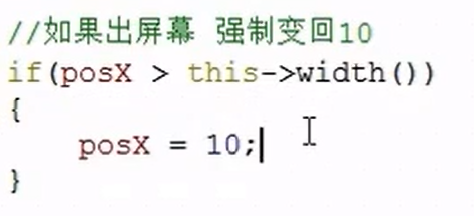 //如果出屏幕 强制变回10
if(posX > this->width())
{
    posX = 10;
}